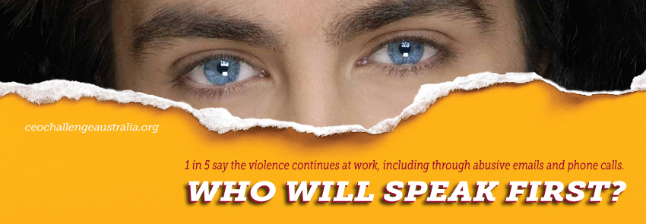 ceochallengeaustralia.org
1 in 5 say the violence continues at work, including through abusive emails and phone calls.
WHO WILL SPEAK FIRST?